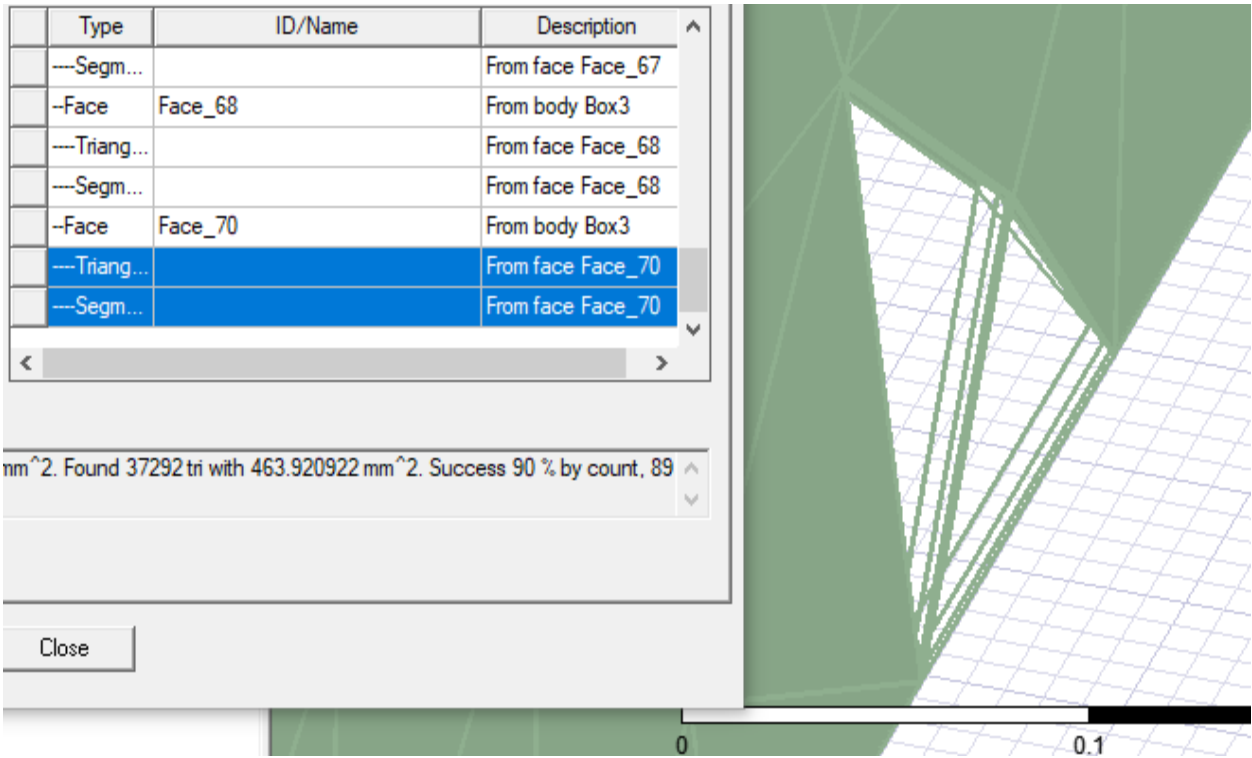 Type ID/Name Description
----Segm... From face Face_67
--Face Face_68 From body Box3
----Triang... From face Face_68
----Segm... From face Face_68
--Face Face_70 From body Box3
----Triang... From face Face_70
----Segm... From face Face_70
mm^2. Found 37292 tri with 463.920922 mm^2. Success 90 % by count, 89
Close
0 0.1